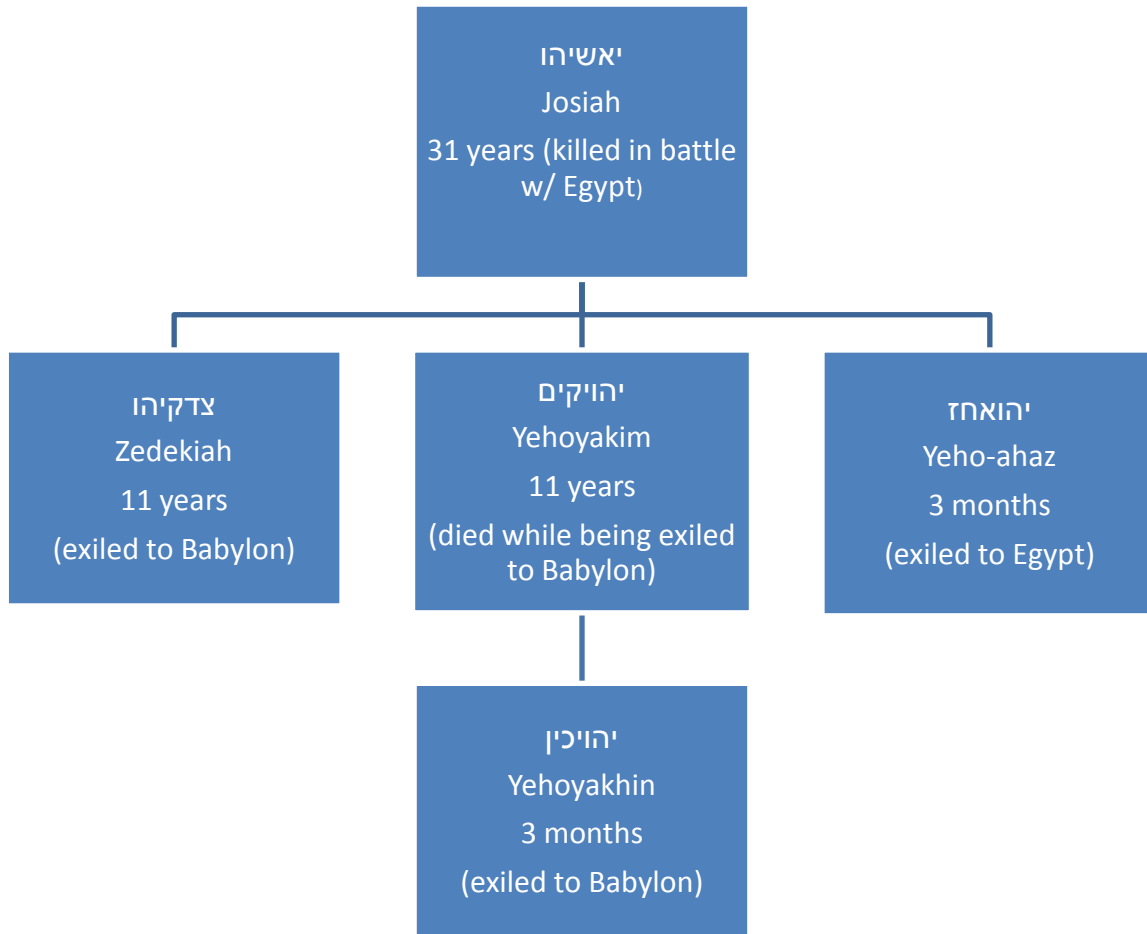 יאשיהו
Josiah
31 years (killed in battle
w/ Egypt)
צדקיהו
Zedekiah
11 years
(exiled to Babylon)
יהויקים
Yehoyakim
11 years
(died while being exiled
to Babylon)
יהואחז
Yeho-ahaz
3 months
(exiled to Egypt)
יהויכין
Yehoyakhin
3 months
(exiled to Babylon)